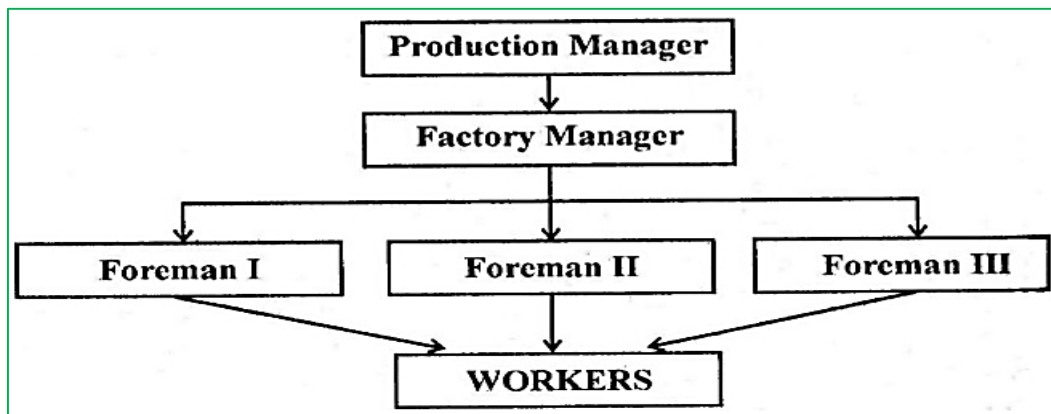 Production Manager
Factory Manager
Foreman I
Foreman II
Foreman III
WORKERS